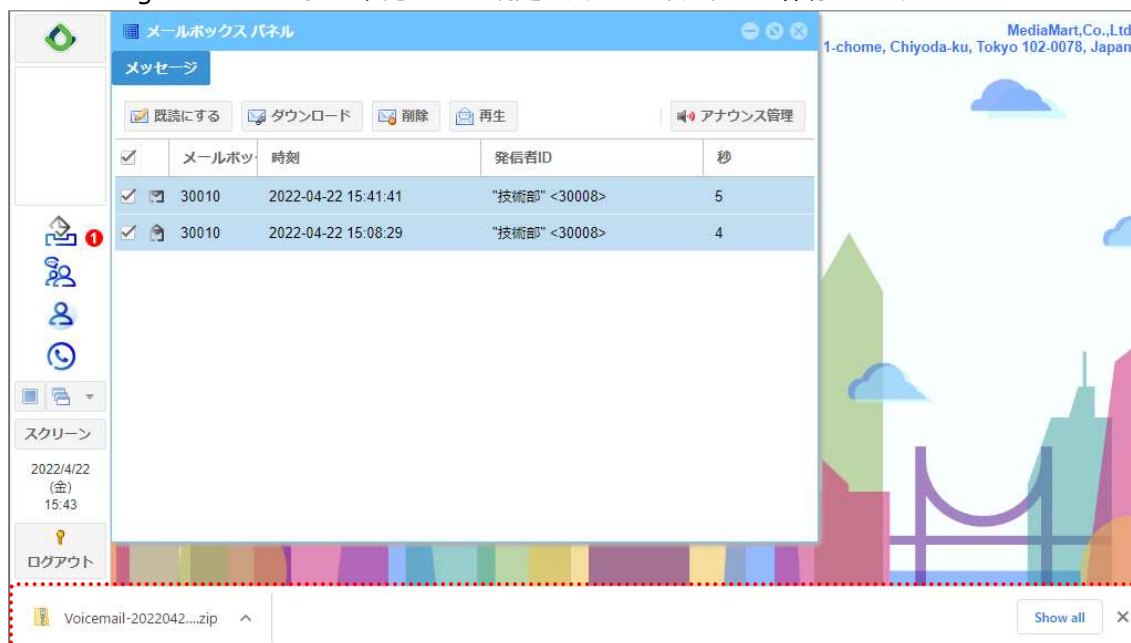 メールボックス パネル
MediaMart,Co.,Ltd
1-chome, Chiyoda-ku, Tokyo 102-0078, Japan
メッセージ
既読にする ダウンロード 削除 再生 アナウンス管理
メールボッ 時刻 発信者ID 秒
30010 2022-04-22 15:41:41 "技術部" <30008> 5
30010 2022-04-22 15:08:29 "技術部" <30008> 4
1
スクリーン
2022/4/22
(金)
15:43
ログアウト
Voicemail-2022042....zip Show all